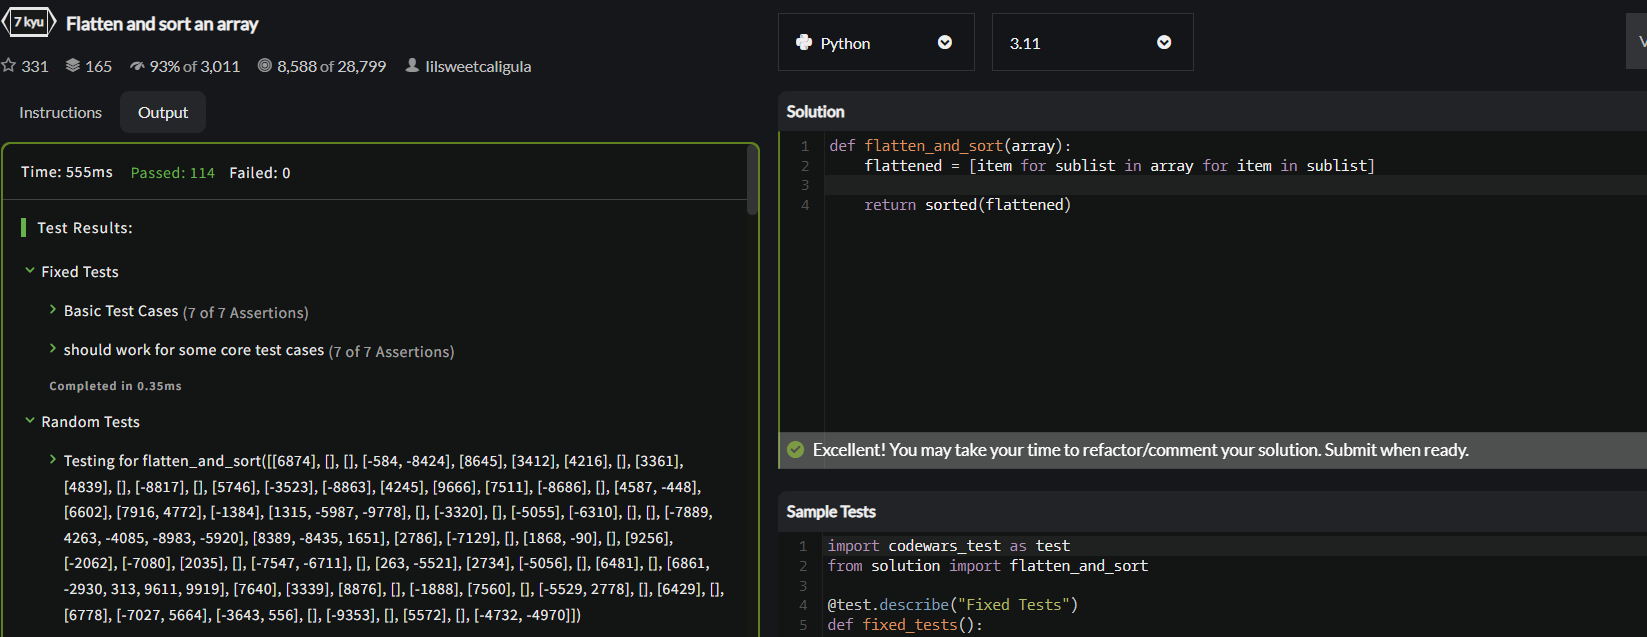 7 kyu Flatten and sort an array
331 165 93% of 3,011 8,588 of 28,799 lilsweetcaligula
Instructions Output
Time: 555ms Passed: 114 Failed: 0
Test Results:
Fixed Tests
Basic Test Cases (7 of 7 Assertions)
should work for some core test cases (7 of 7 Assertions)
Completed in 0.35ms
Random Tests
Testing for flatten_and_sort([[6874], [], [], [-584, -8424], [8645], [3412], [4216], [], [3361],
[4839], [], [-8817], [], [5746], [-3523], [-8863], [4245], [9666], [7511], [-8686], [], [4587, -448],
[6602], [7916, 4772], [-1384], [1315, -5987, -9778], [], [-3320], [], [-5055], [-6310], [], [], [-7889,
4263, -4085, -8983, -5920], [8389, -8435, 1651], [2786], [-7129], [], [1868, -90], [], [9256],
[-2062], [-7080], [2035], [], [-7547, -6711], [], [263, -5521], [2734], [-5056], [], [6481], [], [6861,
-2930, 313, 9611, 9919], [7640], [3339], [8876], [], [-1888], [7560], [], [-5529, 2778], [], [6429], [],
[6778], [-7027, 5664], [-3643, 556], [], [-9353], [], [5572], [], [-4732, -4970]])
Python 3.11
V
Solution
1 def flatten_and_sort(array):
2 flattened = [item for sublist in array for item in sublist]
3
4 return sorted(flattened)
Excellent! You may take your time to refactor/comment your solution. Submit when ready.
Sample Tests
1 import codewars_test as test
2 from solution import flatten_and_sort
3
4 @test.describe("Fixed Tests")
5 def fixed_tests():